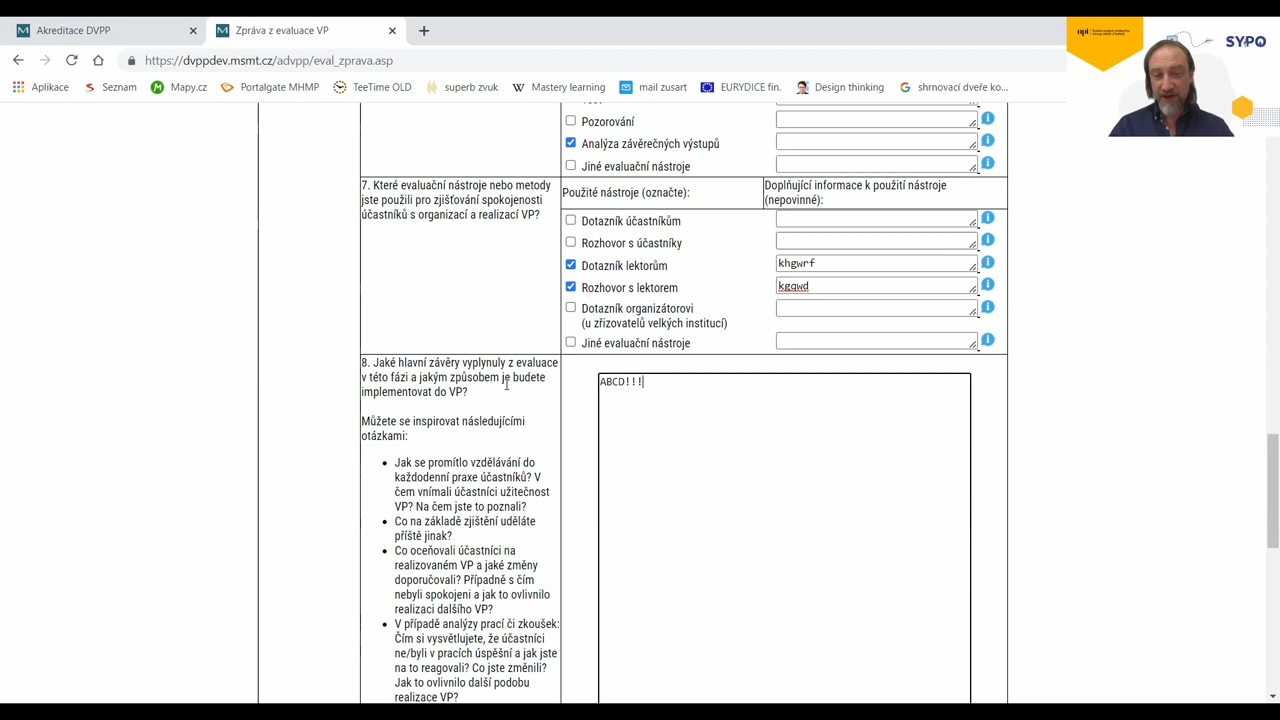 Akreditace DVPP
Zpráva z evaluace VP
https://dvppdev.msmt.cz/advpp/eval_zprava.asp
Aplikace
Seznam
Mapy.cz
Portalgate MHMP
TeeTime OLD
superb zvuk
Mastery learning
mail zusart
EURYDICE fin.
Design thinking
shrnovací dveře ko...
npi
SYPO
Pozorování
Analýza závěrečných výstupů
Jiné evaluační nástroje
7. Které evaluační nástroje nebo metody
jste použili pro zjišťování spokojenosti
účastníků s organizací a realizací VP?
Použité nástroje (označte):
Doplňující informace k použití nástroje
(nepovinné):
Dotazník účastníkům
Rozhovor s účastníky
Dotazník lektorům
khgwrf
Rozhovor s lektorem
kgqwd
Dotazník organizátorovi
(u zřizovatelů velkých institucí)
Jiné evaluační nástroje
8. Jaké hlavní závěry vyplynuly z evaluace
v této fázi a jakým způsobem je budete
implementovat do VP?
ABCD!!!
Můžete se inspirovat následujícími
otázkami:
Jak se promítlo vzdělávání do
každodenní praxe účastníků? V
čem vnímali účastníci užitečnost
VP? Na čem jste to poznali?
Co na základě zjištění uděláte
příště jinak?
Co oceňovali účastníci na
realizovaném VP a jaké změny
doporučovali? Případně s čím
nebyli spokojeni a jak to ovlivnilo
realizaci dalšího VP?
V případě analýzy prací či zkoušek:
Čím si vysvětlujete, že účastníci
ne/byli v pracích úspěšní a jak jste
na to reagovali? Co jste změnili?
Jak to ovlivnilo další podobu
realizace VP?